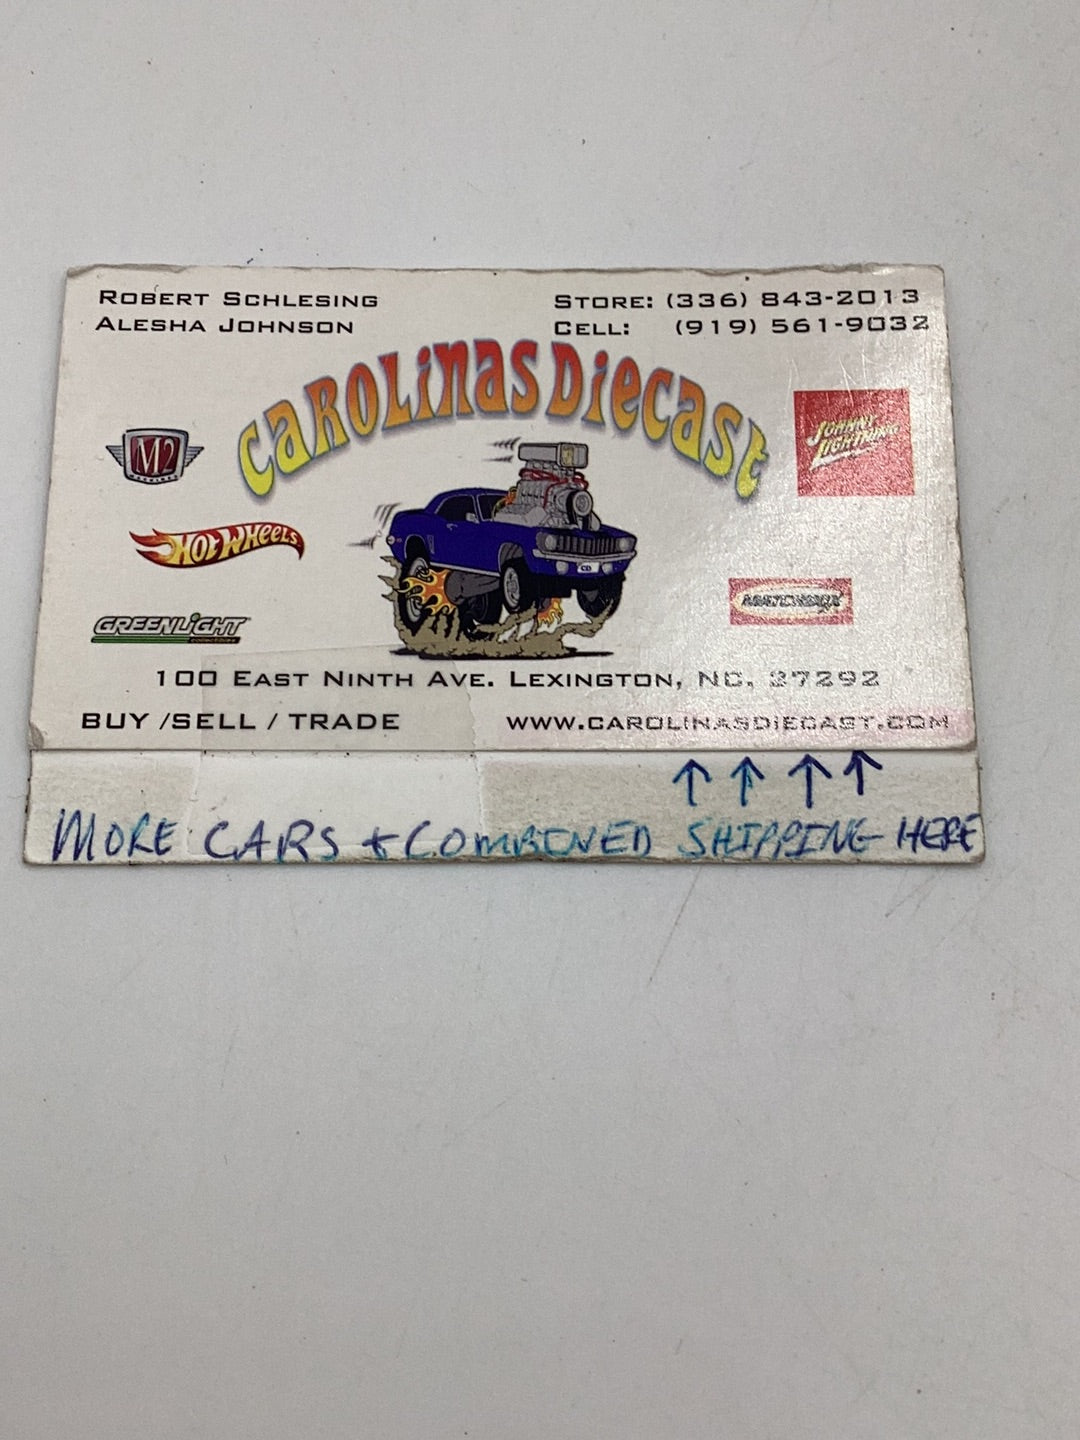 ROBERT SCHLESING
ALESHA JOHNSON
STORE: (336) 843-2013
CELL: (919) 561-9032
CAROLINAS DIECAST
M2
MACHINES
JOHNNY
LIGHTNING
HOT WHEELS
CD
MATCHBOX
GREENLIGHT
100 EAST NINTH AVE. LEXINGTON, NC. 27292
BUY /SELL / TRADE
WWW.CAROLINASDIECAST.COM
MORE CARS + COMBINED SHIPPING HERE